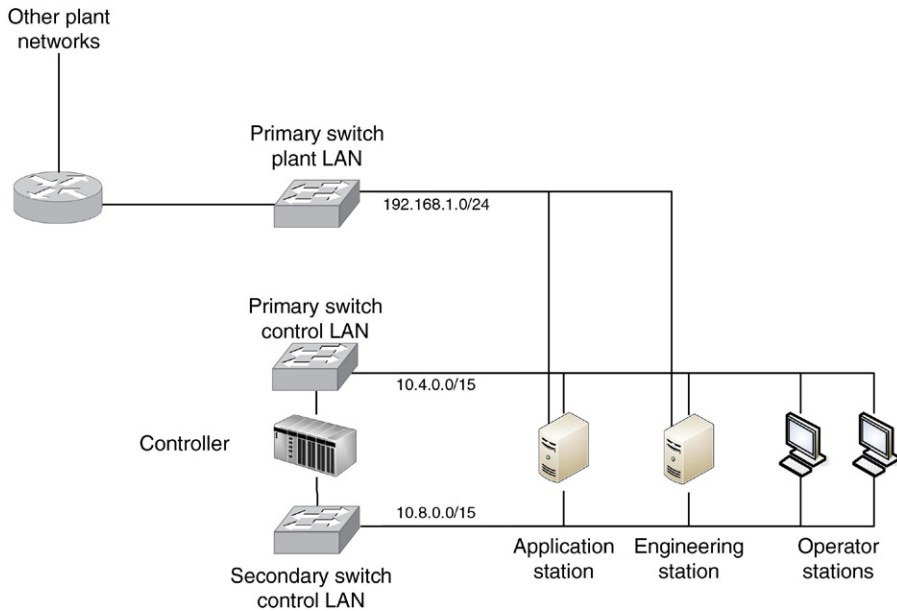 Other plant
networks
Primary switch
plant LAN
192.168.1.0/24
Primary switch
control LAN
10.4.0.0/15
Controller
10.8.0.0/15
Secondary switch
control LAN
Application
station
Engineering
station
Operator
stations